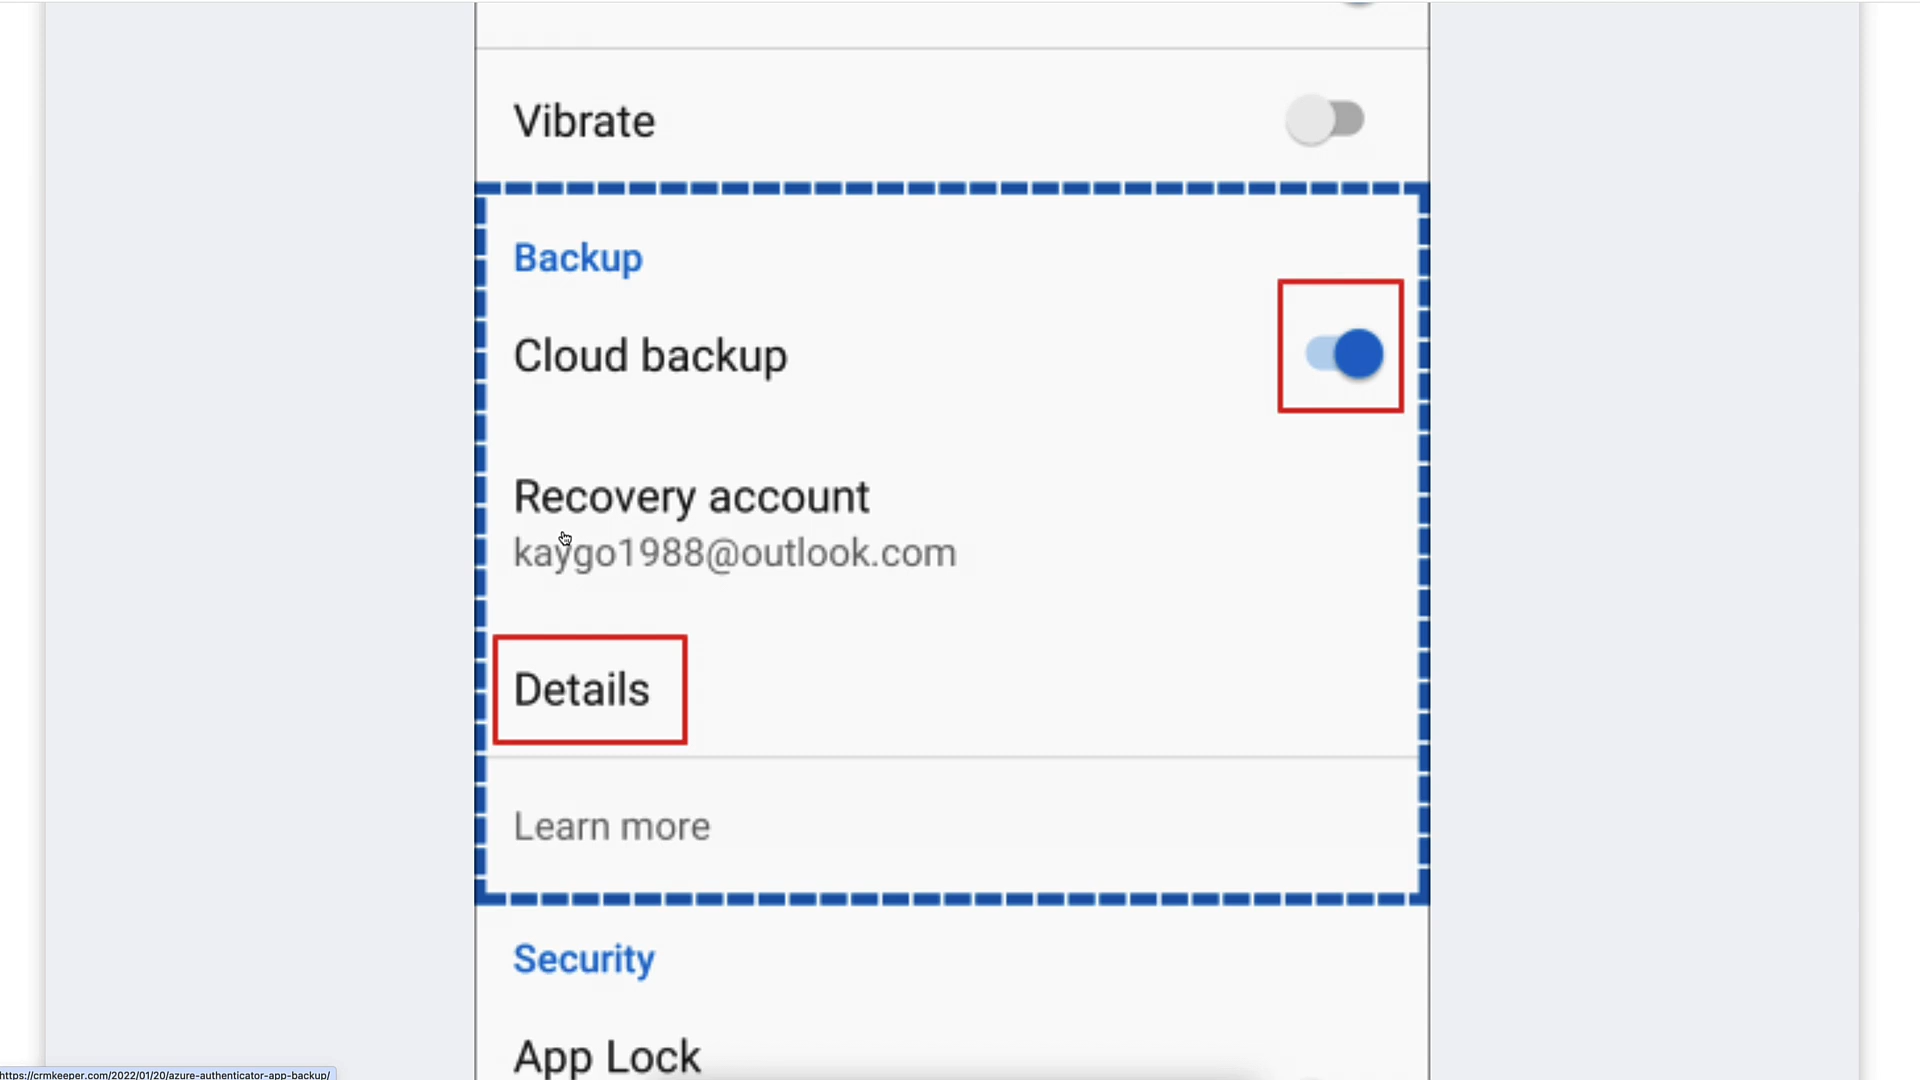 Vibrate
Backup
Cloud backup
Recovery account
kaygo1988@outlook.com
Details
Learn more
Security
App Lock
https://crmkeeper.com/2022/01/20/azure-authenticator-app-backup/